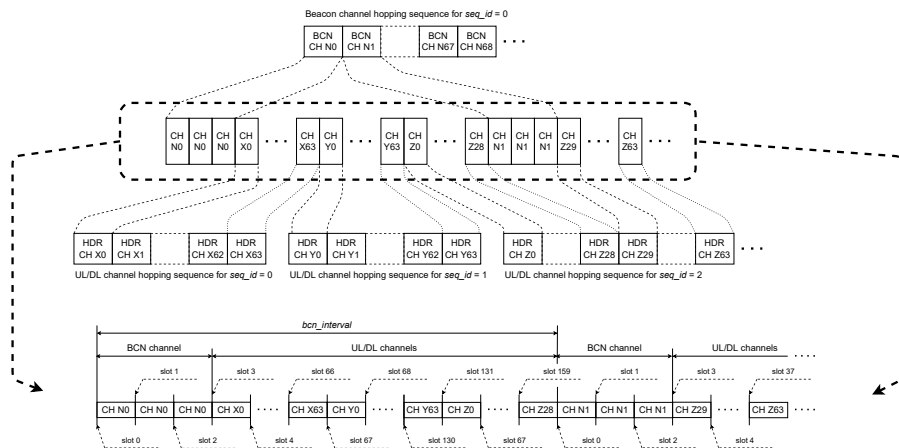 Beacon channel hopping sequence for seq_id = 0
BCN CH N0 BCN CH N1 BCN CH N67 BCN CH N68 · · ·
CH N0 CH N0 CH N0 CH X0 · · · CH X63 CH Y0 · · · CH Y63 CH Z0 · · · CH Z28 CH N1 CH N1 CH N1 CH Z29 · · · CH Z63
HDR CH X0 HDR CH X1 HDR CH X62 HDR CH X63 HDR CH Y0 HDR CH Y1 HDR CH Y62 HDR CH Y63 HDR CH Z0 HDR CH Z28 HDR CH Z29 HDR CH Z63 · · ·
UL/DL channel hopping sequence for seq_id = 0
UL/DL channel hopping sequence for seq_id = 1
UL/DL channel hopping sequence for seq_id = 2
bcn_interval
BCN channel UL/DL channels BCN channel UL/DL channels · · · ·
slot 1 slot 3 slot 66 slot 68 slot 131 slot 159 slot 1 slot 3 slot 37
CH N0 CH N0 CH N0 CH X0 · · · · CH X63 CH Y0 · · · · CH Y63 CH Z0 · · · · CH Z28 CH N1 CH N1 CH N1 CH Z29 · · · · CH Z63 · · · ·
slot 0 slot 2 slot 4 slot 67 slot 130 slot 67 slot 0 slot 2 slot 4